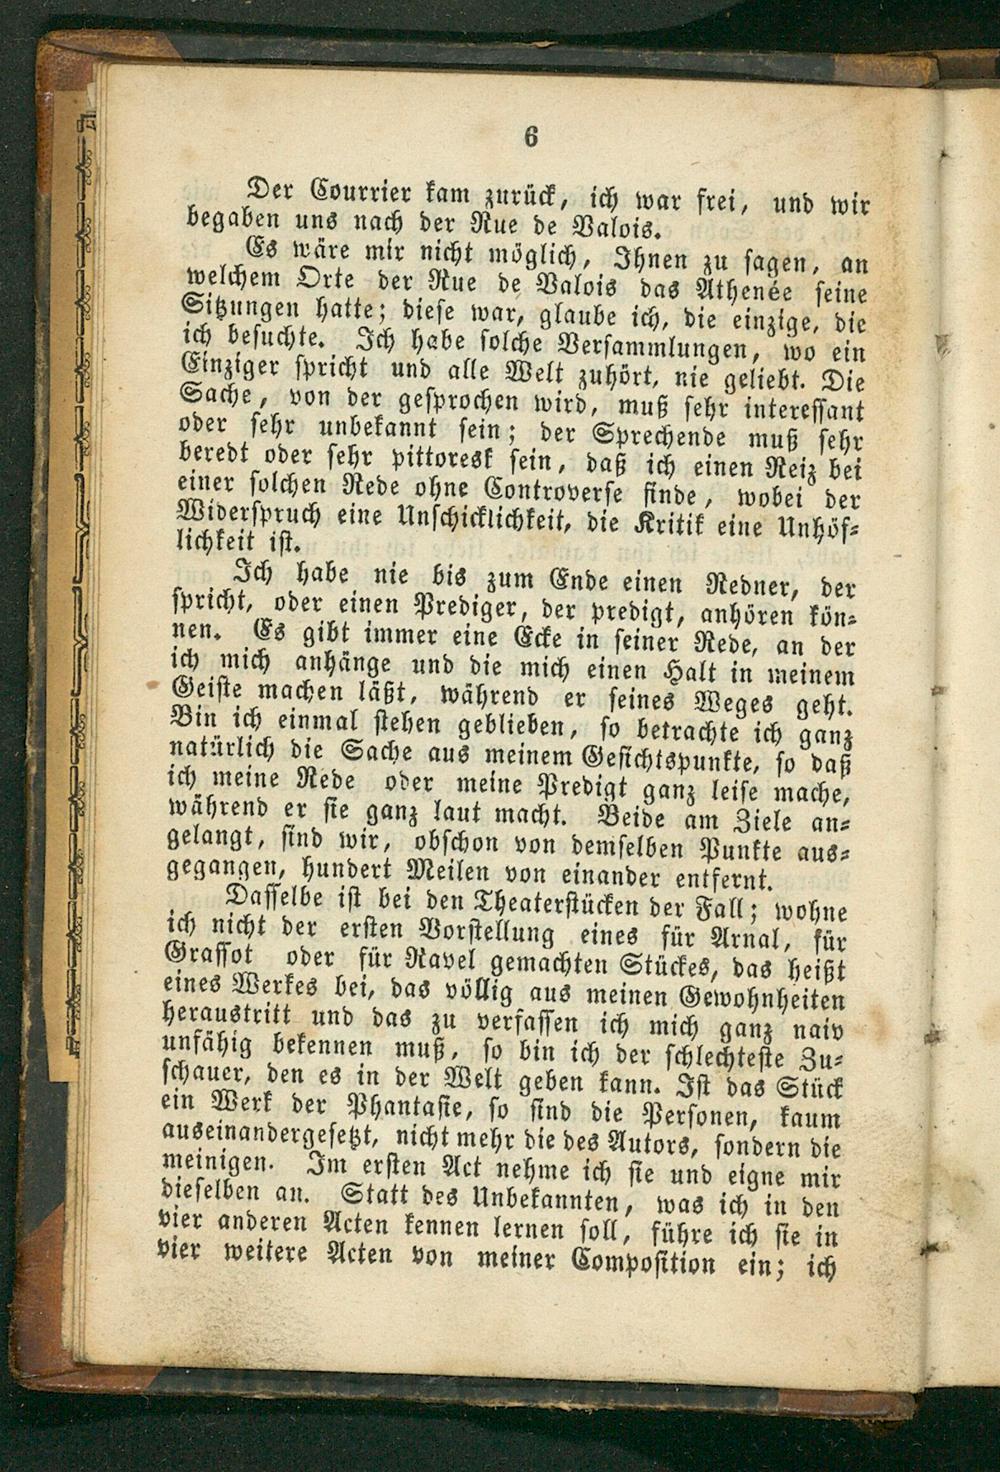 6
Der Courrier kam zurück, ich war frei, und wir
begaben uns nach der Rue de Valois.
Es wäre mir nicht möglich, Ihnen zu sagen, an
welchem Orte der Rue de Valois das Athenée seine
Sitzungen hatte; diese war, glaube ich, die einzige, die
ich besuchte. Ich habe solche Versammlungen, wo ein
Einziger spricht und alle Welt zuhört, nie geliebt. Die
Sache, von der gesprochen wird, muß sehr interessant
oder sehr unbekannt sein; der Sprechende muß sehr
beredt oder sehr pittoresk sein, daß ich einen Reiz bei
einer solchen Rede ohne Controverse finde, wobei der
Widerspruch eine Unschicklichkeit, die Kritik eine Unhöf-
lichkeit ist.
Ich habe nie bis zum Ende einen Redner, der
spricht, oder einen Prediger, der predigt, anhören kön-
nen. Es gibt immer eine Ecke in seiner Rede, an der
ich mich anhänge und die mich einen Halt in meinem
Geiste machen läßt, während er seines Weges geht.
Bin ich einmal stehen geblieben, so betrachte ich ganz
natürlich die Sache aus meinem Gesichtspunkte, so daß
ich meine Rede oder meine Predigt ganz leise mache,
während er sie ganz laut macht. Beide am Ziele an-
gelangt, sind wir, obschon von demselben Punkte aus-
gegangen, hundert Meilen von einander entfernt.
Dasselbe ist bei den Theaterstücken der Fall; wohne
ich nicht der ersten Vorstellung eines für Arnal, für
Grassot oder für Ravel gemachten Stückes, das heißt
eines Werkes bei, das völlig aus meinen Gewohnheiten
heraustritt und das zu verfassen ich mich ganz naiv
unfähig bekennen muß, so bin ich der schlechteste Zu-
schauer, den es in der Welt geben kann. Ist das Stück
ein Werk der Phantasie, so sind die Personen, kaum
auseinandergesetzt, nicht mehr die des Autors, sondern die
meinigen. Im ersten Act nehme ich sie und eigne mir
dieselben an. Statt des Unbekannten, was ich in den
vier anderen Acten kennen lernen soll, führe ich sie in
vier weitere Acten von meiner Composition ein; ich